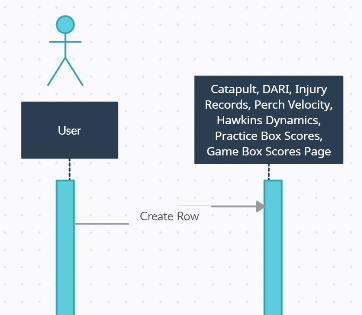 Catapult, DARI, Injury
Records, Perch Velocity,
Hawkins Dynamics,
Practice Box Scores,
Game Box Scores Page
User
Create Row